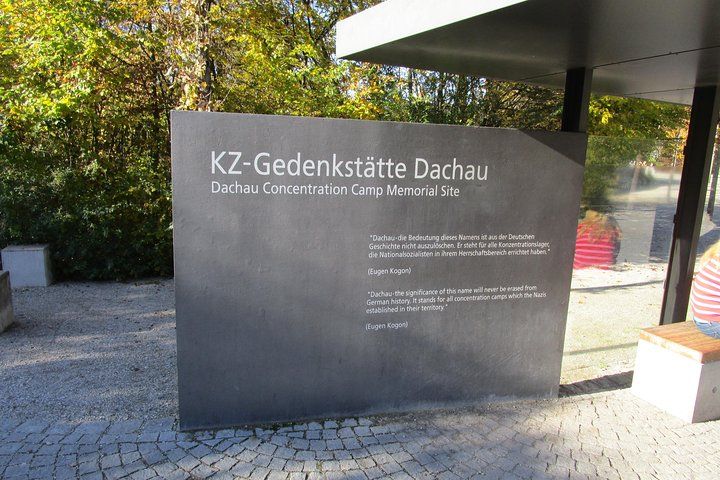 KZ-Gedenkstätte Dachau
Dachau Concentration Camp Memorial Site
"Dachau-die Bedeutung dieses Namens ist aus der Deutschen
Geschichte nicht auszulöschen. Er steht für alle Konzentrationslager,
die Nationalsozialisten in ihrem Herrschaftsbereich errichtet haben."
(Eugen Kogon)
"Dachau-the significance of this name will never be erased from
German history. It stands for all concentration camps which the Nazis
established in their territory."
(Eugen Kogon)